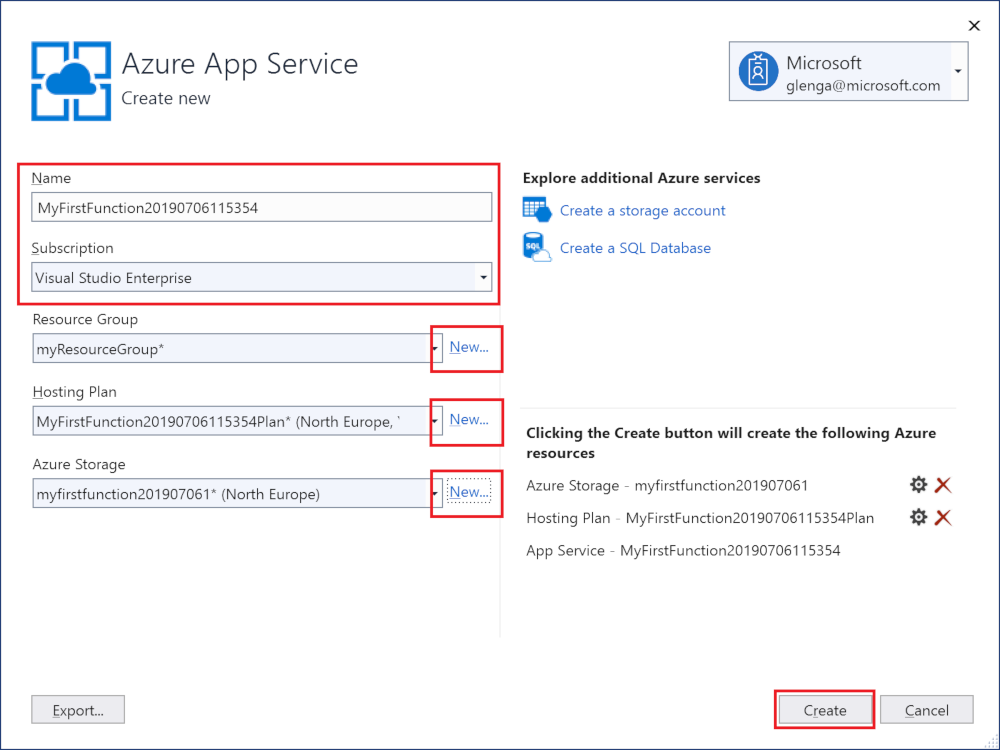 Azure App Service
Create new
Microsoft
glenga@microsoft.com
Name
MyFirstFunction20190706115354
Subscription
Visual Studio Enterprise
Resource Group
myResourceGroup*
New...
Hosting Plan
MyFirstFunction20190706115354Plan* (North Europe,
New...
Azure Storage
myfirstfunction201907061* (North Europe)
New...
Explore additional Azure services
Create a storage account
SQL
Create a SQL Database
Clicking the Create button will create the following Azure
resources
Azure Storage - myfirstfunction201907061
Hosting Plan - MyFirstFunction20190706115354Plan
App Service - MyFirstFunction20190706115354
Export...
Create
Cancel